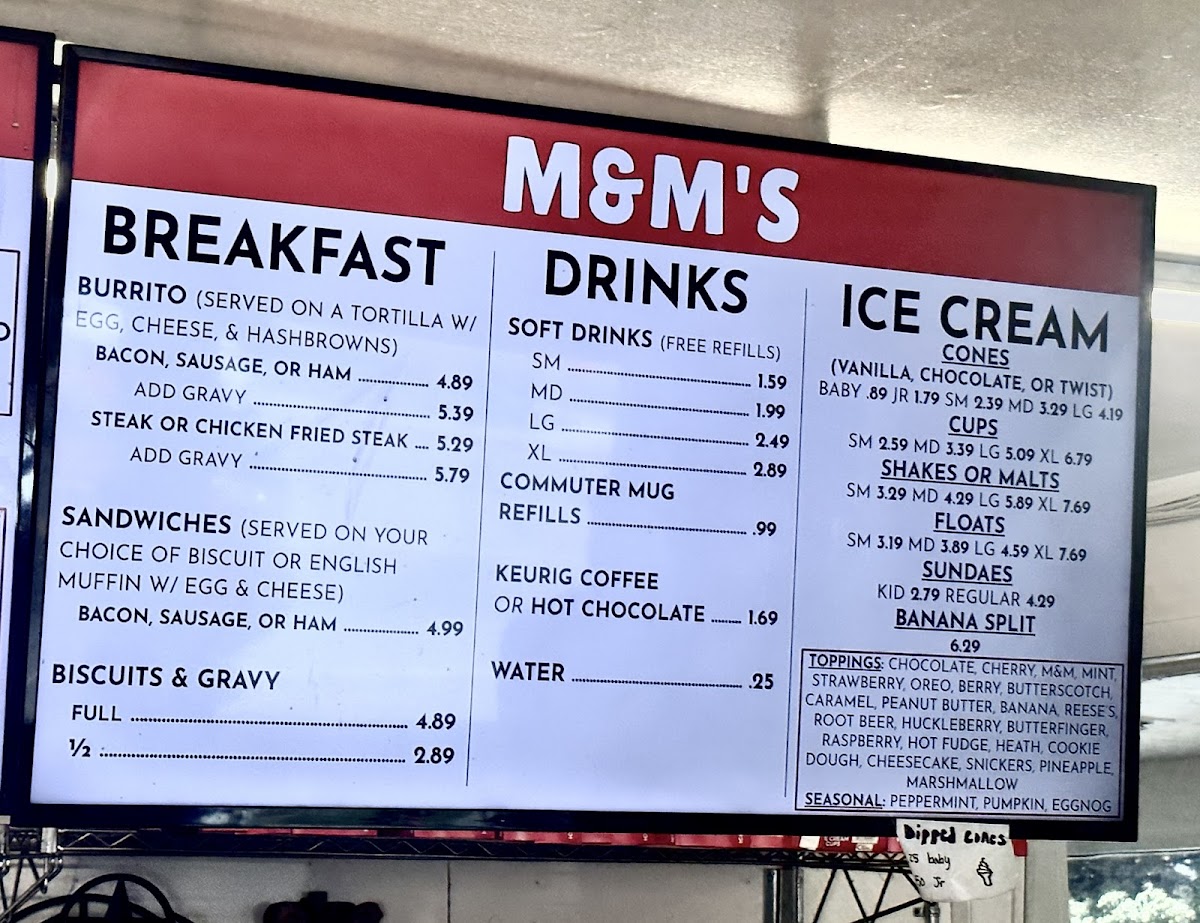 M&M'S
BREAKFAST
BURRITO (SERVED ON A TORTILLA W/
EGG, CHEESE, & HASHBROWNS)
BACON, SAUSAGE, OR HAM ............... 4.89
ADD GRAVY ............... 5.39
STEAK OR CHICKEN FRIED STEAK .... 5.29
ADD GRAVY ............... 5.79
SANDWICHES (SERVED ON YOUR
CHOICE OF BISCUIT OR ENGLISH
MUFFIN W/ EGG & CHEESE)
BACON, SAUSAGE, OR HAM ............... 4.99
BISCUITS & GRAVY
FULL ............... 4.89
½ ............... 2.89
DRINKS
SOFT DRINKS (FREE REFILLS)
SM ............... 1.59
MD ............... 1.99
LG ............... 2.49
XL ............... 2.89
COMMUTER MUG
REFILLS ............... .99
KEURIG COFFEE
OR HOT CHOCOLATE ....... 1.69
WATER ............... .25
ICE CREAM
CONES
(VANILLA, CHOCOLATE, OR TWIST)
BABY .89 JR 1.79 SM 2.39 MD 3.29 LG 4.19
CUPS
SM 2.59 MD 3.39 LG 5.09 XL 6.79
SHAKES OR MALTS
SM 3.29 MD 4.29 LG 5.89 XL 7.69
FLOATS
SM 3.19 MD 3.89 LG 4.59 XL 7.69
SUNDAES
KID 2.79 REGULAR 4.29
BANANA SPLIT
6.29
TOPPINGS: CHOCOLATE, CHERRY, M&M, MINT,
STRAWBERRY, OREO, BERRY, BUTTERSCOTCH,
CARAMEL, PEANUT BUTTER, BANANA, REESE'S,
ROOT BEER, HUCKLEBERRY, BUTTERFINGER,
RASPBERRY, HOT FUDGE, HEATH, COOKIE
DOUGH, CHEESECAKE, SNICKERS, PINEAPPLE,
MARSHMALLOW
SEASONAL: PEPPERMINT, PUMPKIN, EGGNOG
Dipped Cones
baby
Jr